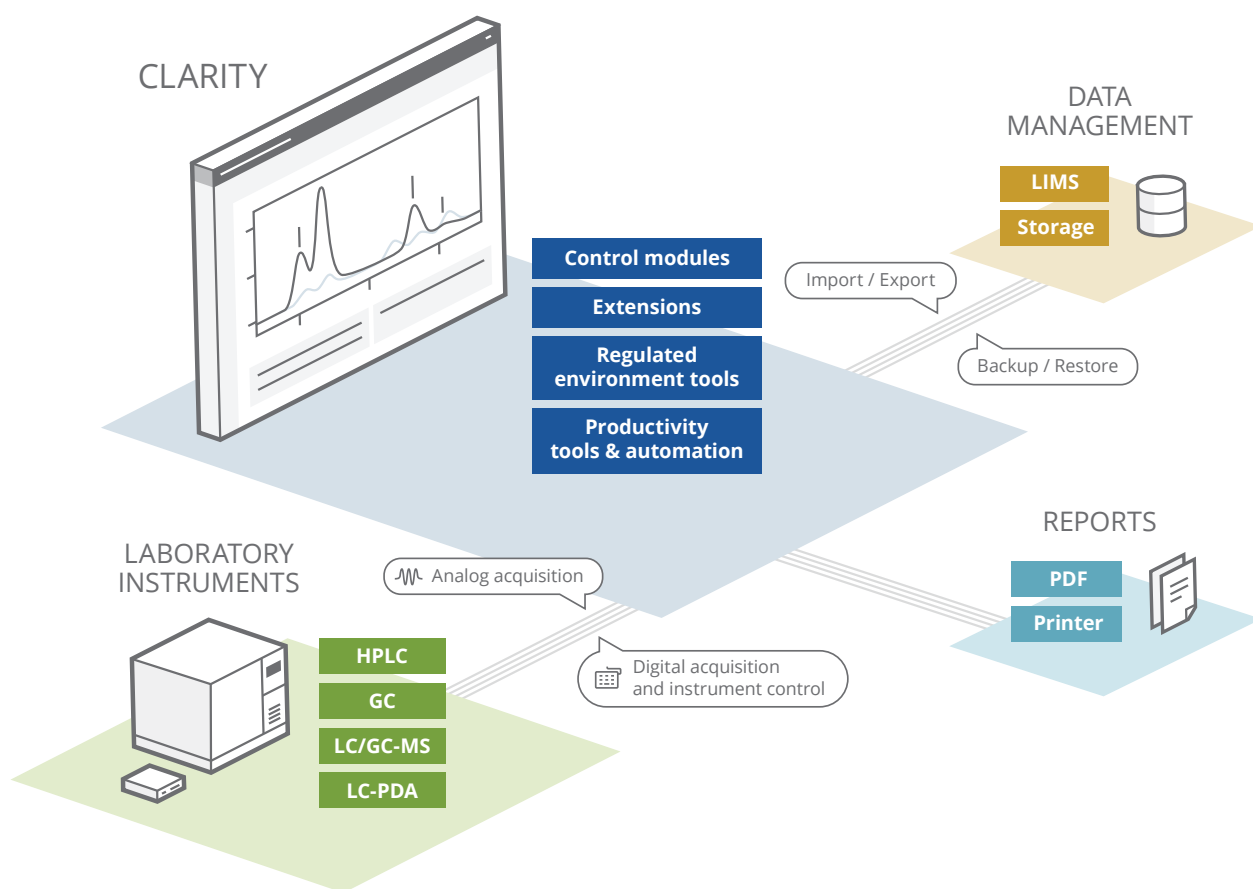 CLARITY
DATA
MANAGEMENT
LIMS
Storage
Control modules
Extensions
Regulated
environment tools
Productivity
tools & automation
Import / Export
Backup / Restore
REPORTS
PDF
Printer
LABORATORY
INSTRUMENTS
Analog acquisition
Digital acquisition
and instrument control
HPLC
GC
LC/GC-MS
LC-PDA